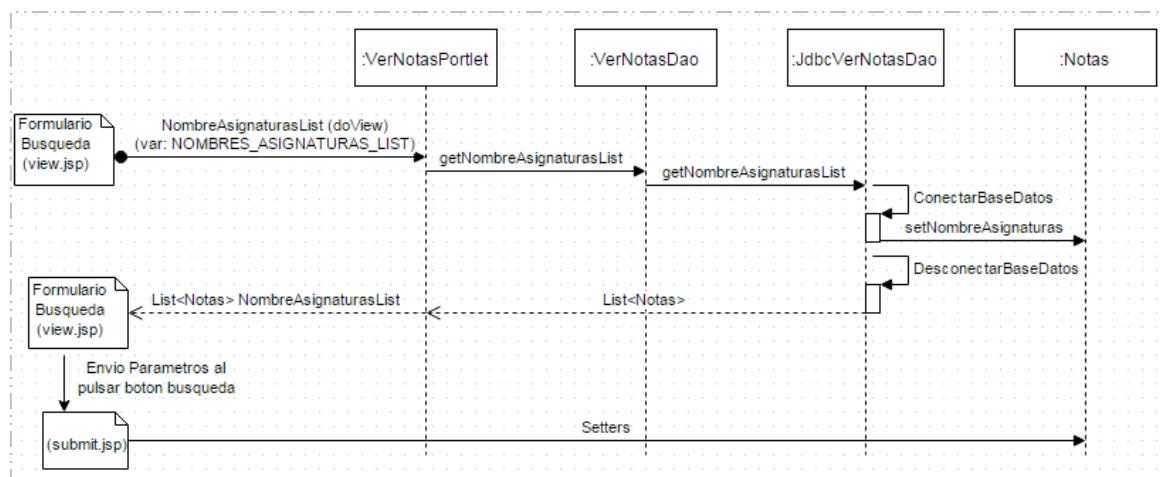 :VerNotasPortlet
:VerNotasDao
:JdbcVerNotasDao
:Notas
Formulario
Busqueda
(view.jsp)
NombreAsignaturasList (doView)
(var: NOMBRES_ASIGNATURAS_LIST)
getNombreAsignaturasList
getNombreAsignaturasList
ConectarBaseDatos
setNombreAsignaturas
DesconectarBaseDatos
Formulario
Busqueda
(view.jsp)
List<Notas> NombreAsignaturasList
List<Notas>
Envio Parametros al
pulsar boton busqueda
(submit.jsp)
Setters